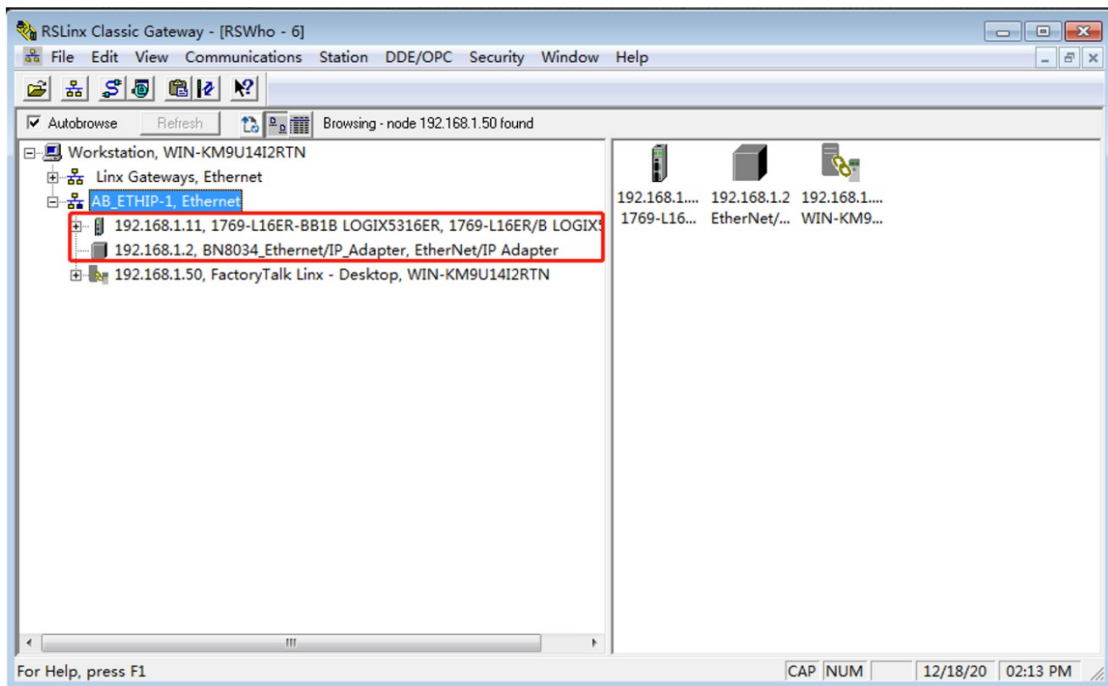 RSLinx Classic Gateway - [RSWho - 6]
File Edit View Communications Station DDE/OPC Security Window Help
Autobrowse Refresh Browsing - node 192.168.1.50 found
Workstation, WIN-KM9U14I2RTN
Linx Gateways, Ethernet
AB_ETHIP-1, Ethernet
192.168.1.11, 1769-L16ER-BB1B LOGIX5316ER, 1769-L16ER/B LOGIX5
192.168.1.2, BN8034_Ethernet/IP_Adapter, EtherNet/IP Adapter
192.168.1.50, FactoryTalk Linx - Desktop, WIN-KM9U14I2RTN
192.168.1.... 192.168.1.2 192.168.1....
1769-L16... EtherNet/... WIN-KM9...
For Help, press F1 CAP NUM 12/18/20 02:13 PM